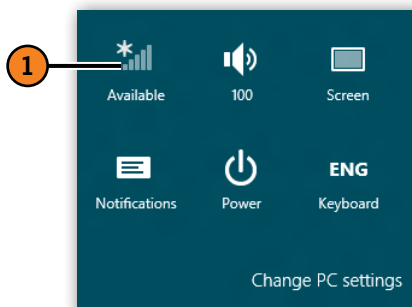 1
Available
100
Screen
ENG
Notifications
Power
Keyboard
Change PC settings